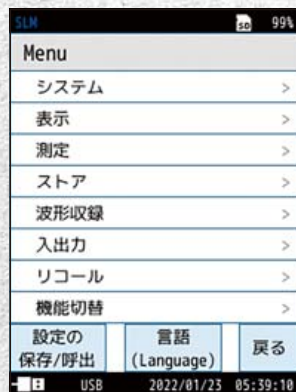 SLM SD 99%
Menu
システム >
表示 >
測定 >
ストア >
波形収録 >
入出力 >
リコール >
機能切替 >
設定の
保存/呼出
言語
(Language)
戻る
USB 2022/01/23 05:39:10